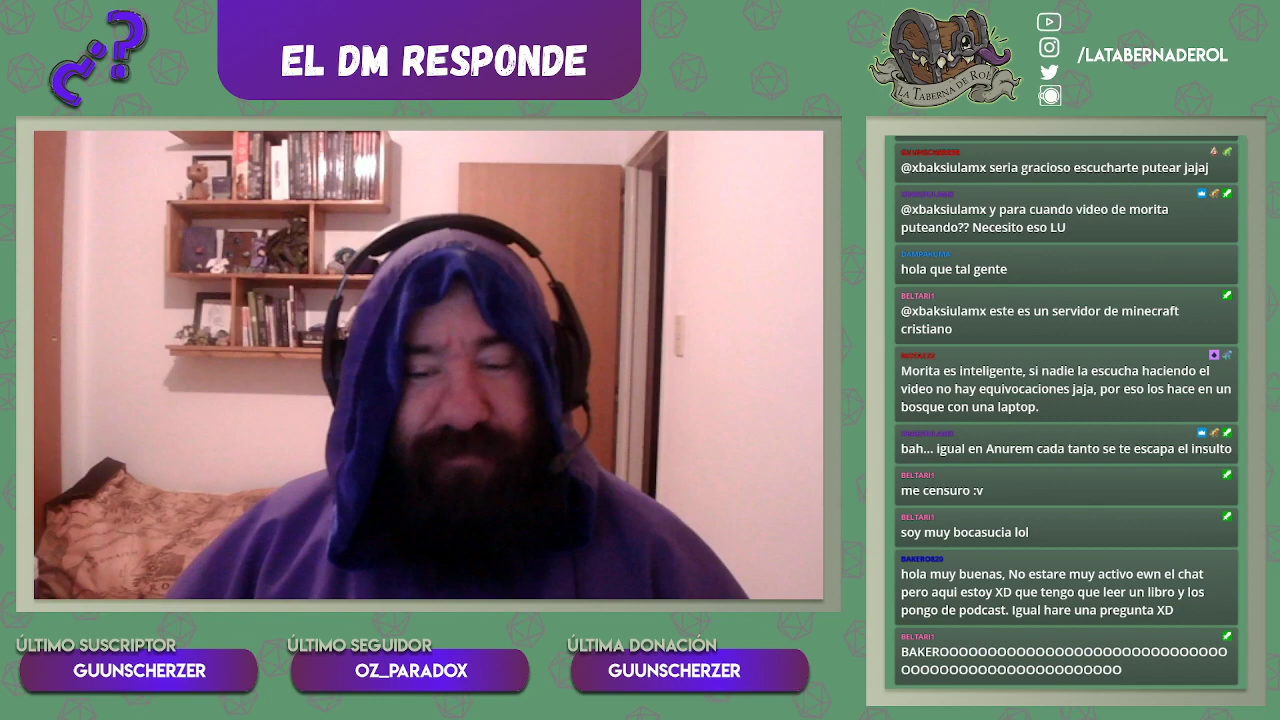 EL DM RESPONDE
LA TABERNA DE ROL
/LATABERNADEROL
GUUNSCHERZER
@xbaksiulamx seria gracioso escucharte putear jajaj
@xbaksiulamx y para cuando video de morita
puteando?? Necesito eso LU
DAMPAPUMA
hola que tal gente
BELTARI1
@xbaksiulamx este es un servidor de minecraft
cristiano
Morita es inteligente, si nadie la escucha haciendo el
video no hay equivocaciones jaja, por eso los hace en un
bosque con una laptop.
bah... igual en Anurem cada tanto se te escapa el insulto
BELTARI1
me censuro :v
BELTARI1
soy muy bocasucia lol
BAKERO820
hola muy buenas, No estare muy activo ewn el chat
pero aqui estoy XD que tengo que leer un libro y los
pongo de podcast. Igual hare una pregunta XD
BELTARI1
BAKEROOOOOOOOOOOOOOOOOOOOOOOOOOOOOO
OOOOOOOOOOOOOOOOOOOOOOO
ÚLTIMO SUSCRIPTOR
GUUNSCHERZER
ÚLTIMO SEGUIDOR
OZ_PARADOX
ÚLTIMA DONACIÓN
GUUNSCHERZER